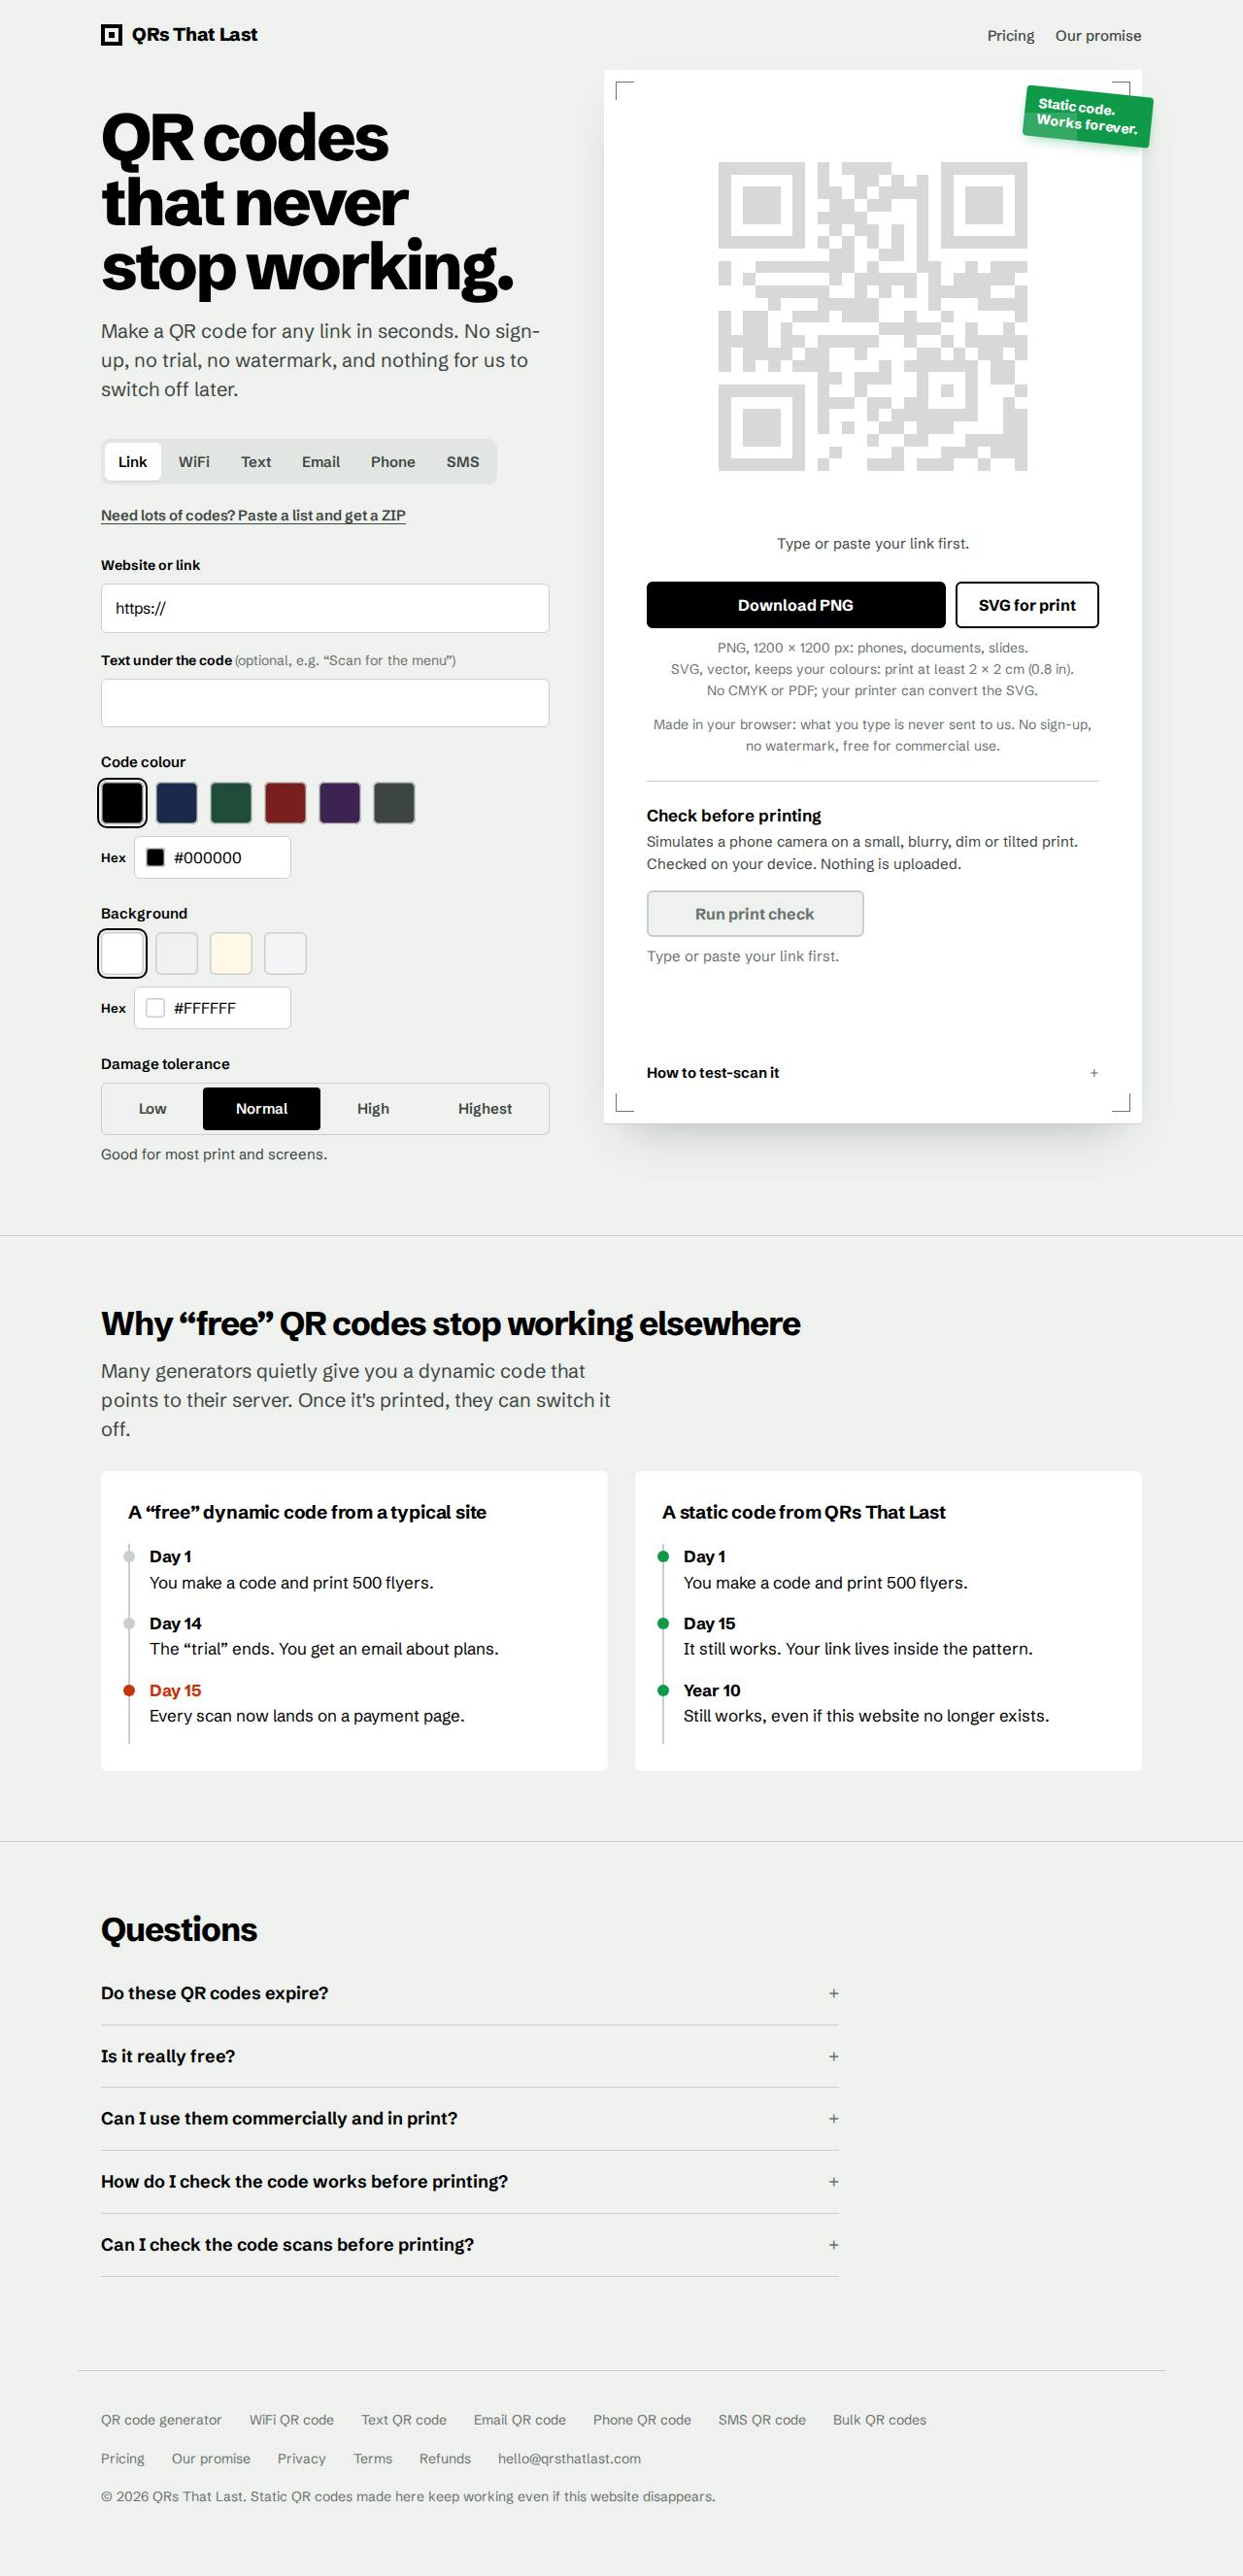 QRs That Last
Pricing
Our promise
QR codes
that never
stop working.
Make a QR code for any link in seconds. No sign-
up, no trial, no watermark, and nothing for us to
switch off later.
Link
WiFi
Text
Email
Phone
SMS
Need lots of codes? Paste a list and get a ZIP
Website or link
https://
Text under the code (optional, e.g. “Scan for the menu”)
Code colour
Hex
#000000
Background
Hex
#FFFFFF
Damage tolerance
Low
Normal
High
Highest
Good for most print and screens.
Static code.
Works forever.
Type or paste your link first.
Download PNG
SVG for print
PNG, 1200 × 1200 px: phones, documents, slides.
SVG, vector, keeps your colours: print at least 2 × 2 cm (0.8 in).
No CMYK or PDF; your printer can convert the SVG.
Made in your browser: what you type is never sent to us. No sign-up,
no watermark, free for commercial use.
Check before printing
Simulates a phone camera on a small, blurry, dim or tilted print.
Checked on your device. Nothing is uploaded.
Run print check
Type or paste your link first.
How to test-scan it
+
Why “free” QR codes stop working elsewhere
Many generators quietly give you a dynamic code that
points to their server. Once it's printed, they can switch it
off.
A “free” dynamic code from a typical site
Day 1
You make a code and print 500 flyers.
Day 14
The “trial” ends. You get an email about plans.
Day 15
Every scan now lands on a payment page.
A static code from QRs That Last
Day 1
You make a code and print 500 flyers.
Day 15
It still works. Your link lives inside the pattern.
Year 10
Still works, even if this website no longer exists.
Questions
Do these QR codes expire?
+
Is it really free?
+
Can I use them commercially and in print?
+
How do I check the code works before printing?
+
Can I check the code scans before printing?
+
QR code generator
WiFi QR code
Text QR code
Email QR code
Phone QR code
SMS QR code
Bulk QR codes
Pricing
Our promise
Privacy
Terms
Refunds
hello@qrsthatlast.com
© 2026 QRs That Last. Static QR codes made here keep working even if this website disappears.